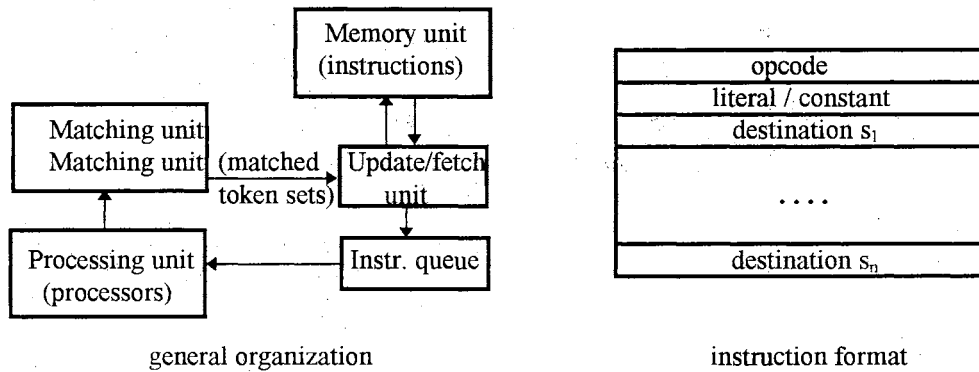 Memory unit
(instructions)
Matching unit
Matching unit
(matched
token sets)
Update/fetch
unit
Processing unit
(processors)
Instr. queue
general organization
opcode
literal / constant
destination s₁
....
destination sₙ
instruction format